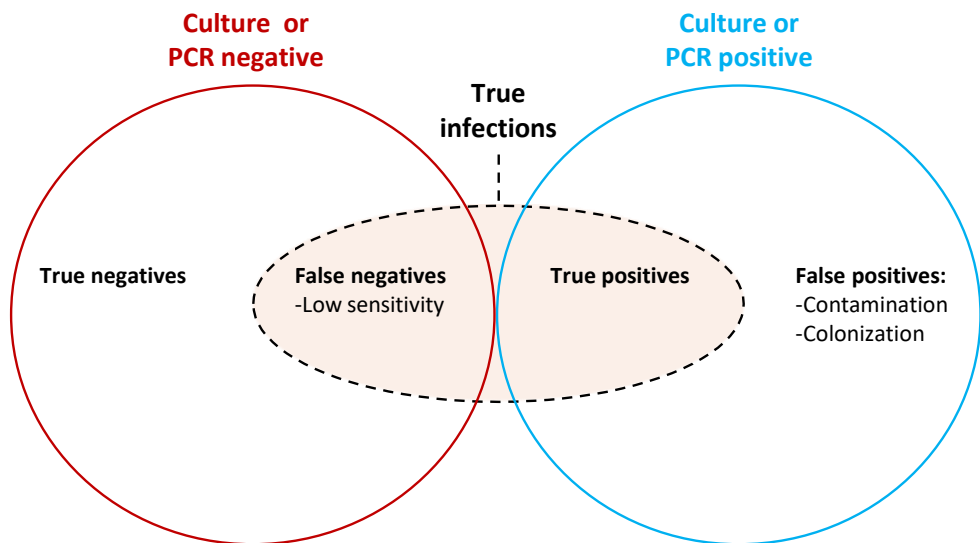 Culture or
PCR negative
Culture or
PCR positive
True
infections
True negatives
False negatives
-Low sensitivity
True positives
False positives:
-Contamination
-Colonization